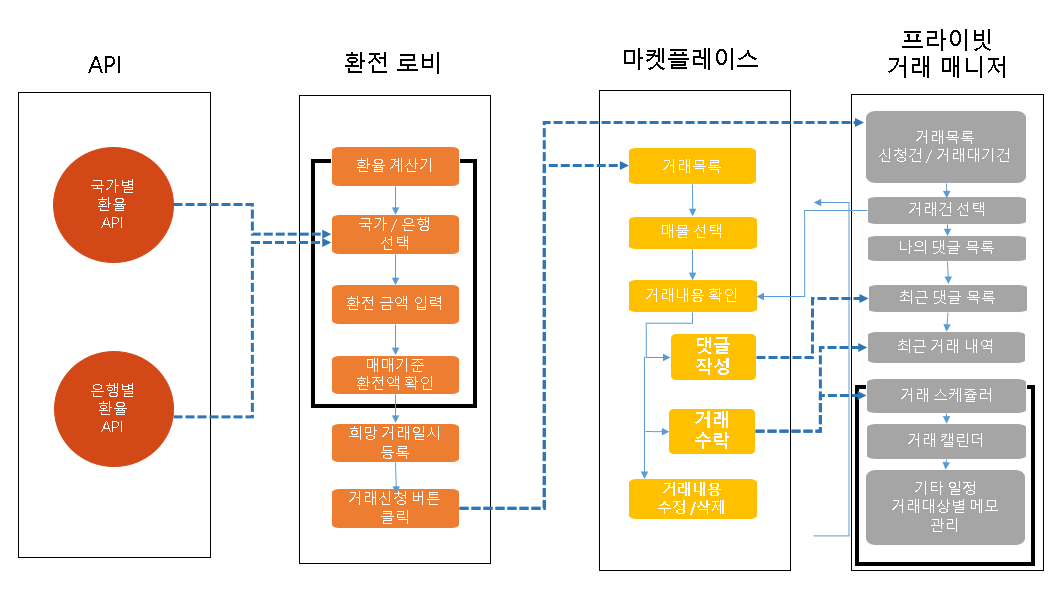 API
국가별
환율
API
은행별
환율
API
환전 로비
환율 계산기
국가 / 은행
선택
환전 금액 입력
매매기준
환전액 확인
희망 거래일시
등록
거래신청 버튼
클릭
마켓플레이스
거래목록
매물 선택
거래내용 확인
댓글
작성
거래
수락
거래내용
수정 /삭제
프라이빗
거래 매니저
거래목록
신청건 / 거래대기건
거래건 선택
나의 댓글 목록
최근 댓글 목록
최근 거래 내역
거래 스케쥴러
거래 캘린더
기타 일정
거래대상별 메모
관리